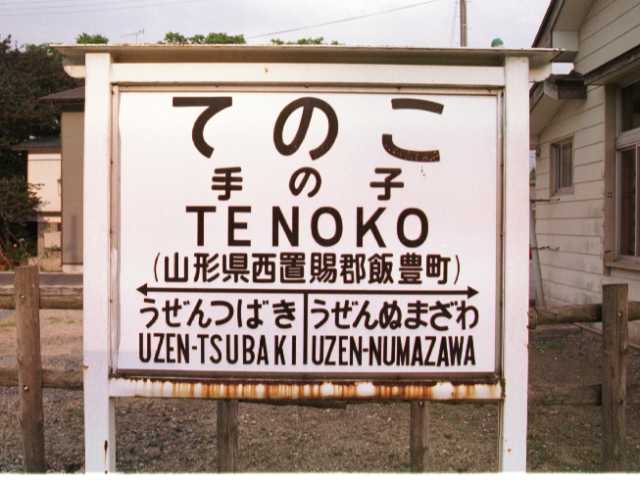 てのこ
手の子
TENOKO
(山形県西置賜郡飯豊町)
うぜんつばき うぜんぬまざわ
UZEN-TSUBAKI UZEN-NUMAZAWA